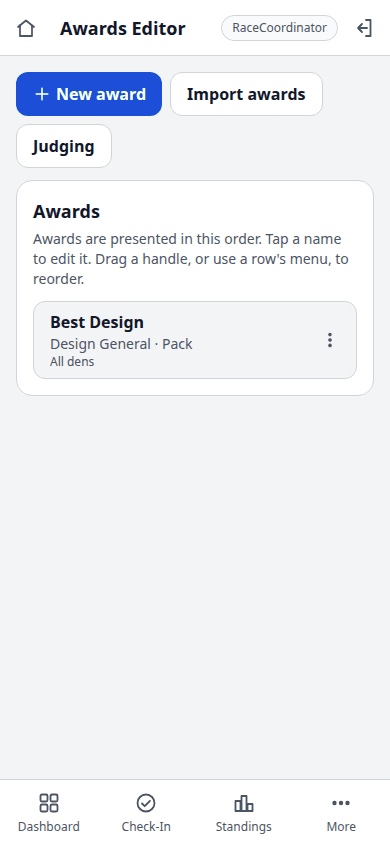 Awards Editor
RaceCoordinator
New award
Import awards
Judging
Awards
Awards are presented in this order. Tap a name
to edit it. Drag a handle, or use a row's menu, to
reorder.
Best Design
Design General · Pack
All dens
Dashboard
Check-In
Standings
More